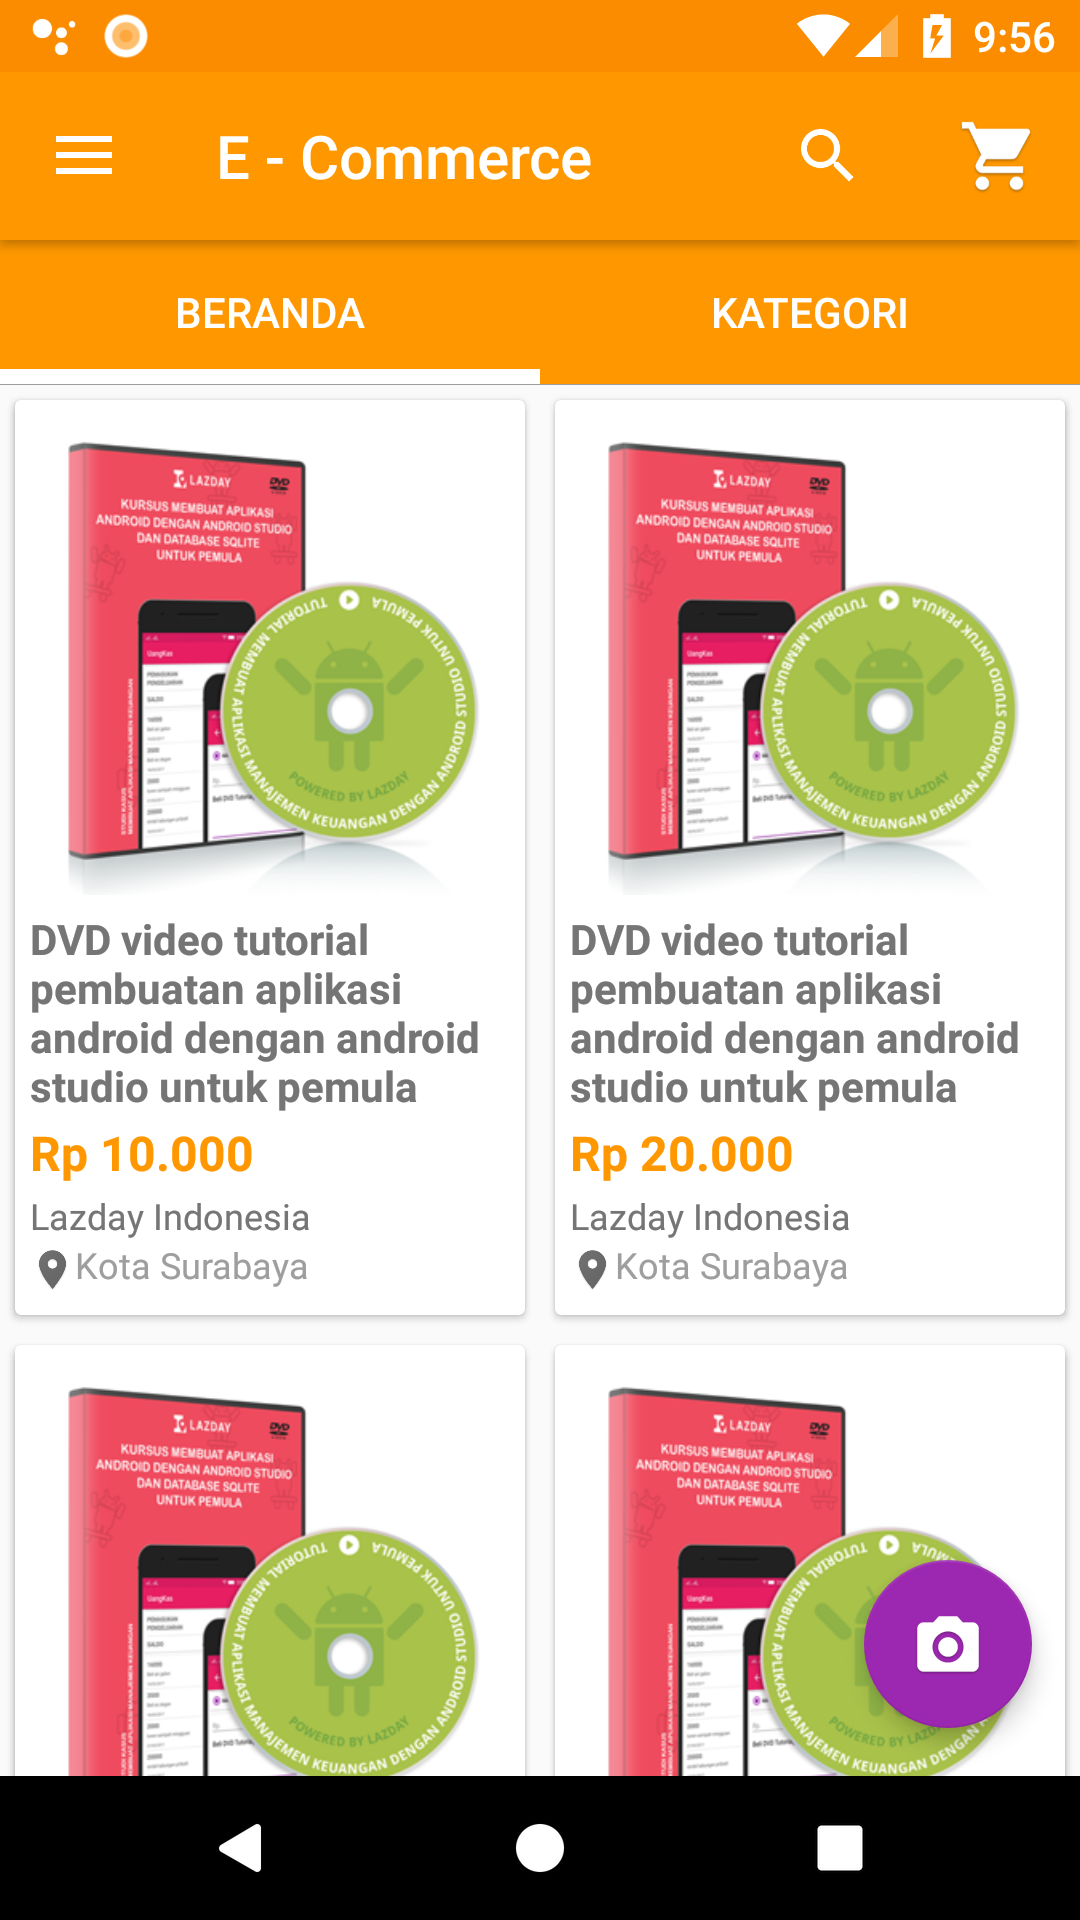 9:56
E - Commerce
BERANDA
KATEGORI
LAZDAY
DVD
KURSUS MEMBUAT APLIKASI
ANDROID DENGAN ANDROID STUDIO
DAN DATABASE SQLITE
UNTUK PEMULA
UangKas
TUTORIAL MEMBUAT APLIKASI MANAJEMEN KEUANGAN DENGAN ANDROID STUDIO UNTUK PEMULA
POWERED BY LAZDAY
DVD video tutorial
pembuatan aplikasi
android dengan android
studio untuk pemula
Rp 10.000
Lazday Indonesia
Kota Surabaya
LAZDAY
DVD
KURSUS MEMBUAT APLIKASI
ANDROID DENGAN ANDROID STUDIO
DAN DATABASE SQLITE
UNTUK PEMULA
UangKas
TUTORIAL MEMBUAT APLIKASI MANAJEMEN KEUANGAN DENGAN ANDROID STUDIO UNTUK PEMULA
POWERED BY LAZDAY
DVD video tutorial
pembuatan aplikasi
android dengan android
studio untuk pemula
Rp 20.000
Lazday Indonesia
Kota Surabaya
LAZDAY
DVD
KURSUS MEMBUAT APLIKASI
ANDROID DENGAN ANDROID STUDIO
DAN DATABASE SQLITE
UNTUK PEMULA
UangKas
TUTORIAL MEMBUAT APLIKASI MANAJEMEN KEUANGAN DENGAN ANDROID STUDIO UNTUK PEMULA
POWERED BY LAZDAY
LAZDAY
DVD
KURSUS MEMBUAT APLIKASI
ANDROID DENGAN ANDROID STUDIO
DAN DATABASE SQLITE
UNTUK PEMULA
UangKas
TUTORIAL MEMBUAT APLIKASI MANAJEMEN KEUANGAN DENGAN
POWERED BY LAZDAY